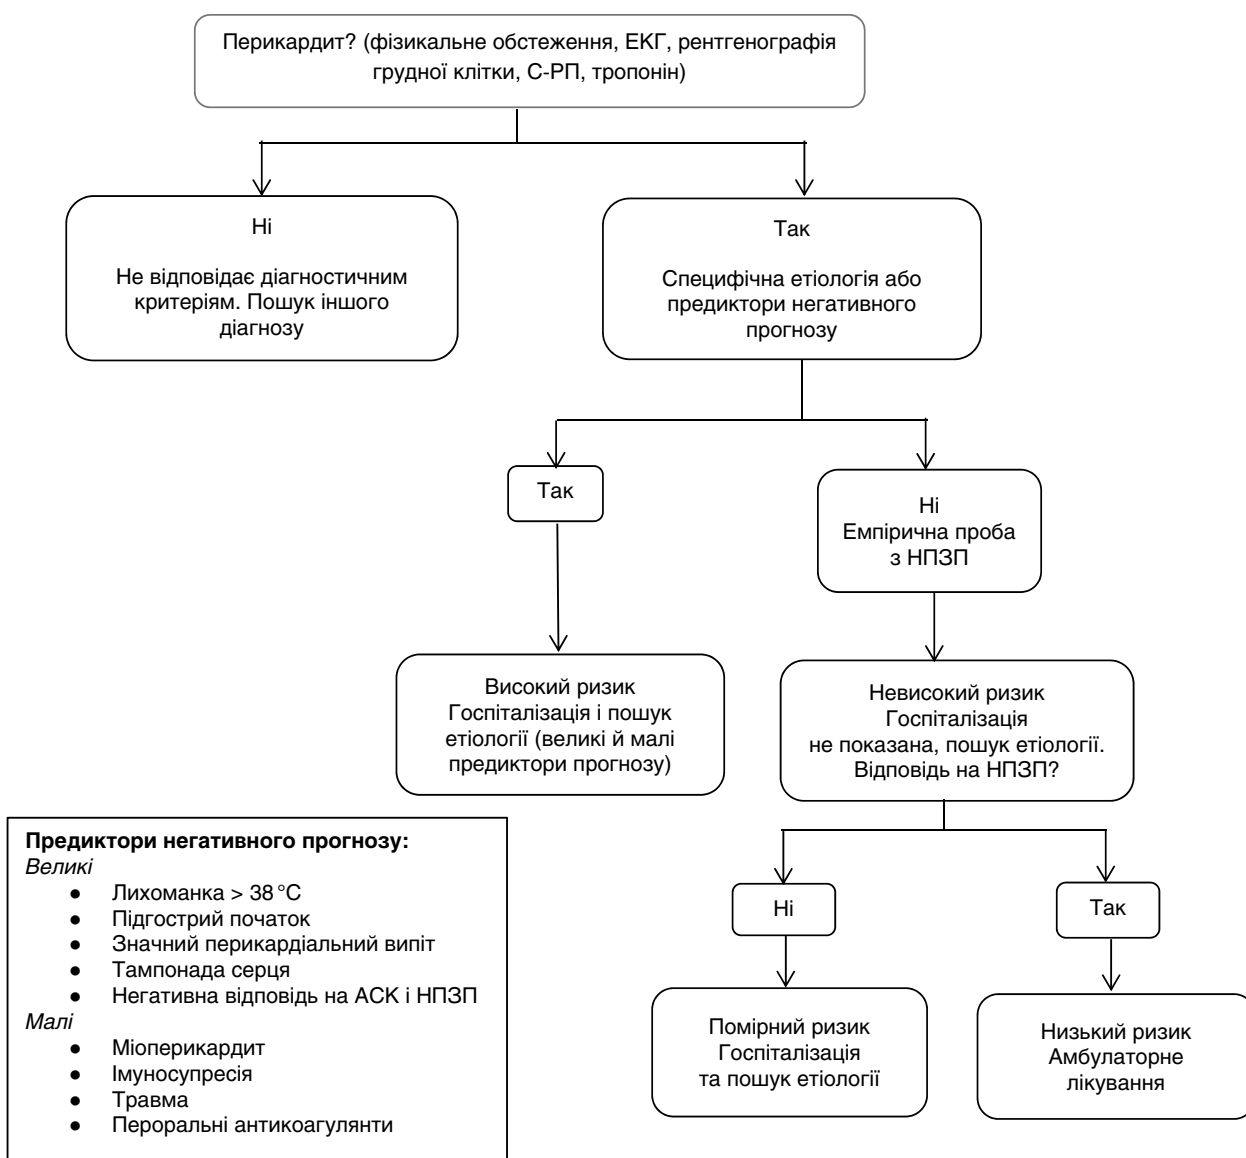 Перикардит? (фізикальне обстеження, ЕКГ, рентгенографія
грудної клітки, С-РП, тропонін)
Ні
Не відповідає діагностичним
критеріям. Пошук іншого
діагнозу
Так
Специфічна етіологія або
предиктори негативного
прогнозу
Так
Ні
Емпірична проба
з НПЗП
Високий ризик
Госпіталізація і пошук
етіології (великі й малі
предиктори прогнозу)
Невисокий ризик
Госпіталізація
не показана, пошук етіології.
Відповідь на НПЗП?
Ні
Так
Помірний ризик
Госпіталізація
та пошук етіології
Низький ризик
Амбулаторне
лікування
Предиктори негативного прогнозу:
Великі
● Лихоманка > 38 °С
● Підгострий початок
● Значний перикардіальний випіт
● Тампонада серця
● Негативна відповідь на АСК і НПЗП
Малі
● Міоперикардит
● Імуносупресія
● Травма
● Пероральні антикоагулянти